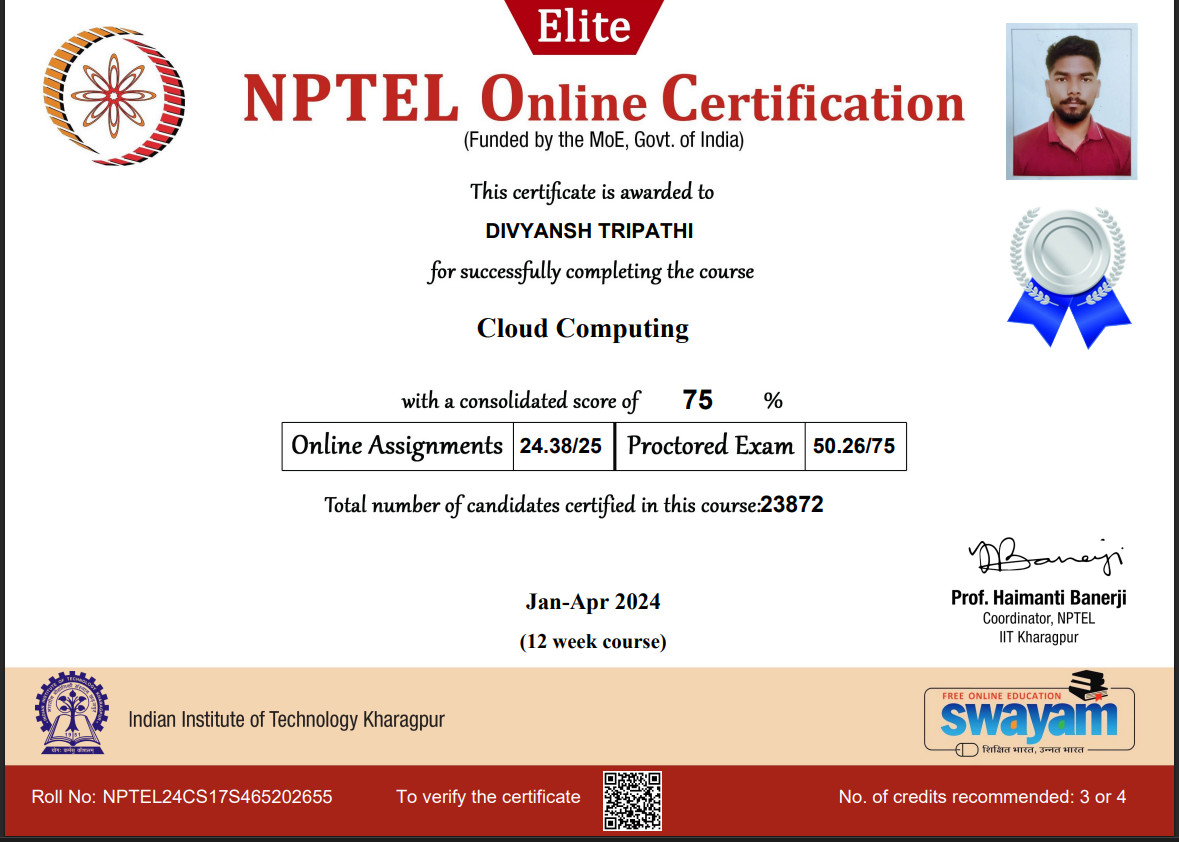 Elite
NPTEL Online Certification
(Funded by the MoE, Govt. of India)
This certificate is awarded to
DIVYANSH TRIPATHI
for successfully completing the course
Cloud Computing
with a consolidated score of 75 %
Online Assignments 24.38/25 Proctored Exam 50.26/75
Total number of candidates certified in this course:23872
Jan-Apr 2024
(12 week course)
Prof. Haimanti Banerji
Coordinator, NPTEL
IIT Kharagpur
1951
Indian Institute of Technology Kharagpur
FREE ONLINE EDUCATION
swayam
शिक्षित भारत, उन्नत भारत
Roll No: NPTEL24CS17S465202655 To verify the certificate No. of credits recommended: 3 or 4